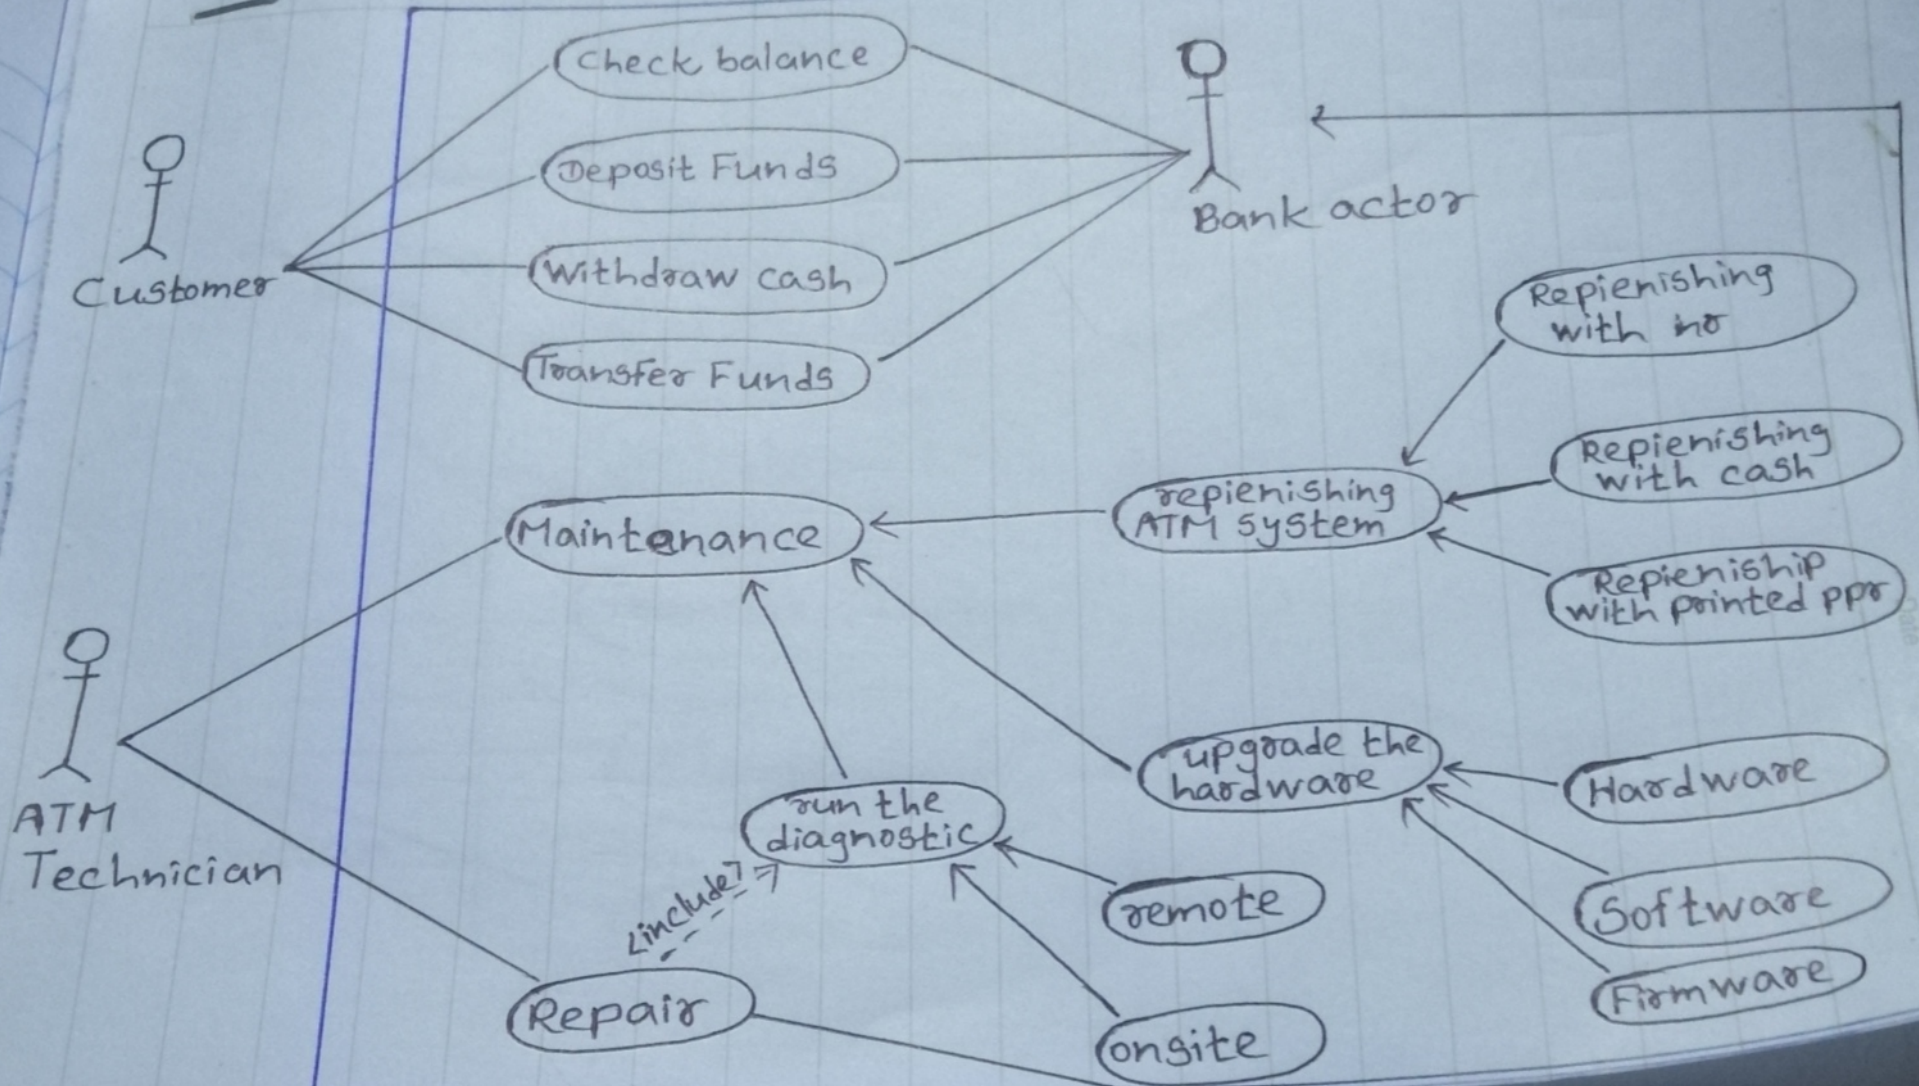 Check balance
Deposit Funds
Withdraw cash
Transfer Funds
Customer
Bank actor
Repienishing
with no
Repienishing
with cash
Repieniship
with printed ppr
repienishing
ATM system
Maintenance
ATM
Technician
upgrade the
hardware
Hardware
Software
Firmware
run the
diagnostic
<include>
remote
onsite
Repair